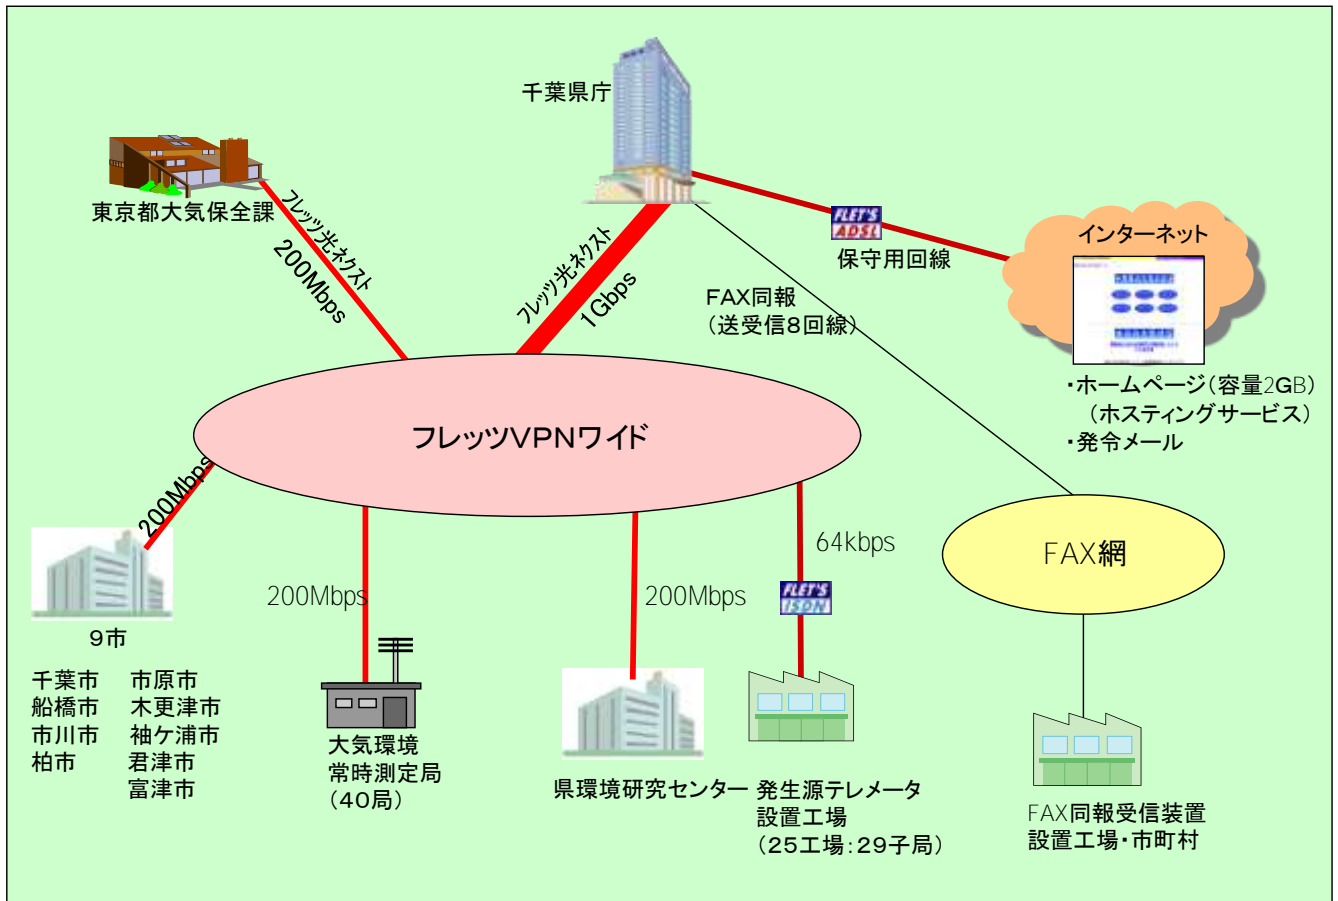 千葉県庁
東京都大気保全課
フレッツ光ネクスト
200Mbps
フレッツ光ネクスト
1Gbps
FLET'S
ADSL
保守用回線
インターネット
FAX同報
(送受信8回線)
・ホームページ(容量2GB)
(ホスティングサービス)
・発令メール
フレッツVPNワイド
200Mbps
200Mbps
200Mbps
64kbps
FLET'S
ISDN
FAX網
9市
千葉市 市原市
船橋市 木更津市
市川市 袖ケ浦市
柏市 君津市
富津市
大気環境
常時測定局
(40局)
県環境研究センター
発生源テレメータ
設置工場
(25工場:29子局)
FAX同報受信装置
設置工場・市町村